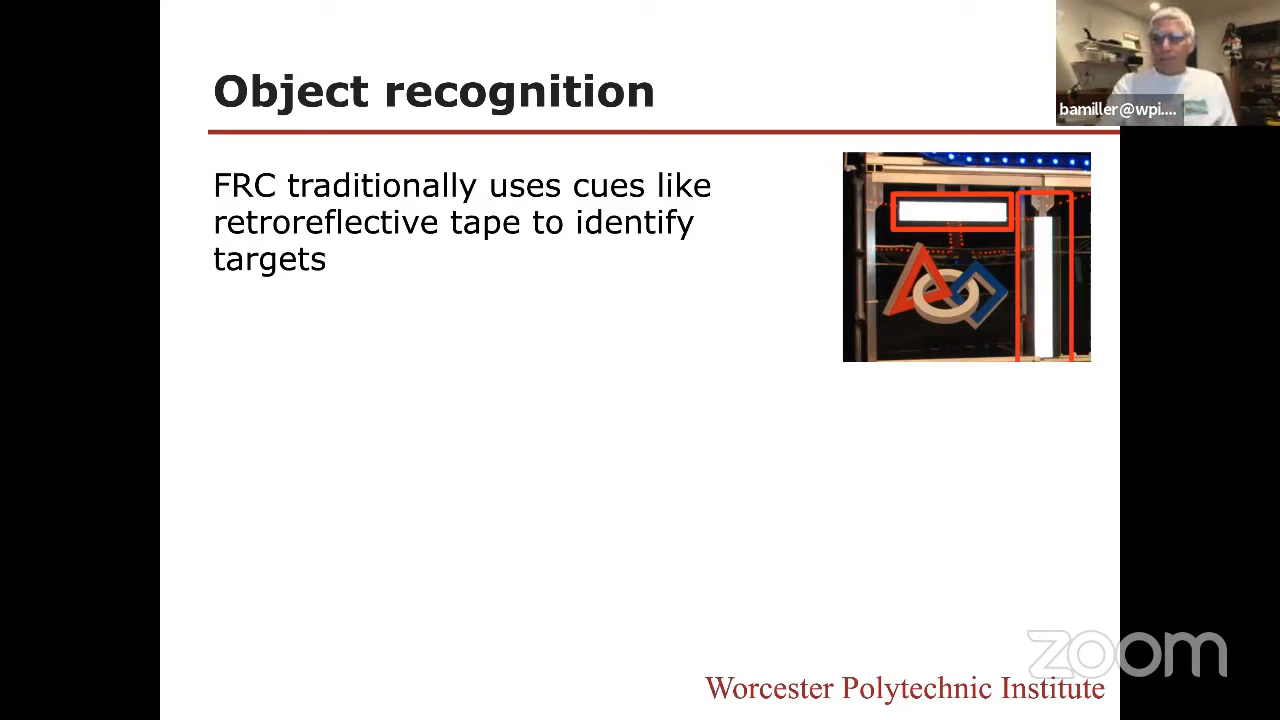 Object recognition
bamiller@wpi....
FRC traditionally uses cues like
retroreflective tape to identify
targets
zoom
Worcester Polytechnic Institute